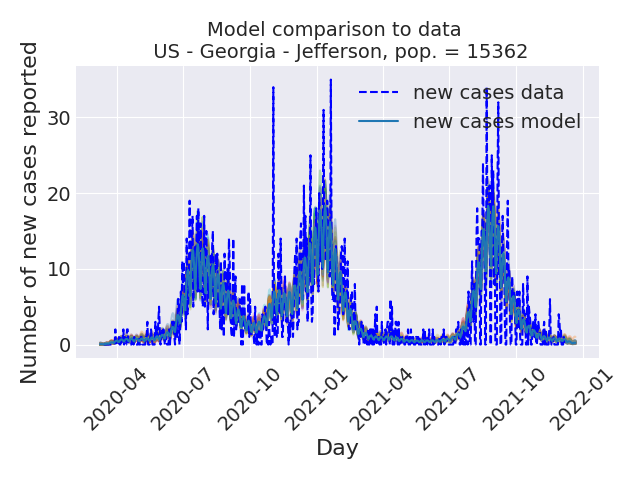 Model comparison to data
US - Georgia - Jefferson, pop. = 15362
Number of new cases reported
30
20
10
0
new cases data
new cases model
2020-04
2020-07
2020-10
2021-01
2021-04
2021-07
2021-10
2022-01
Day